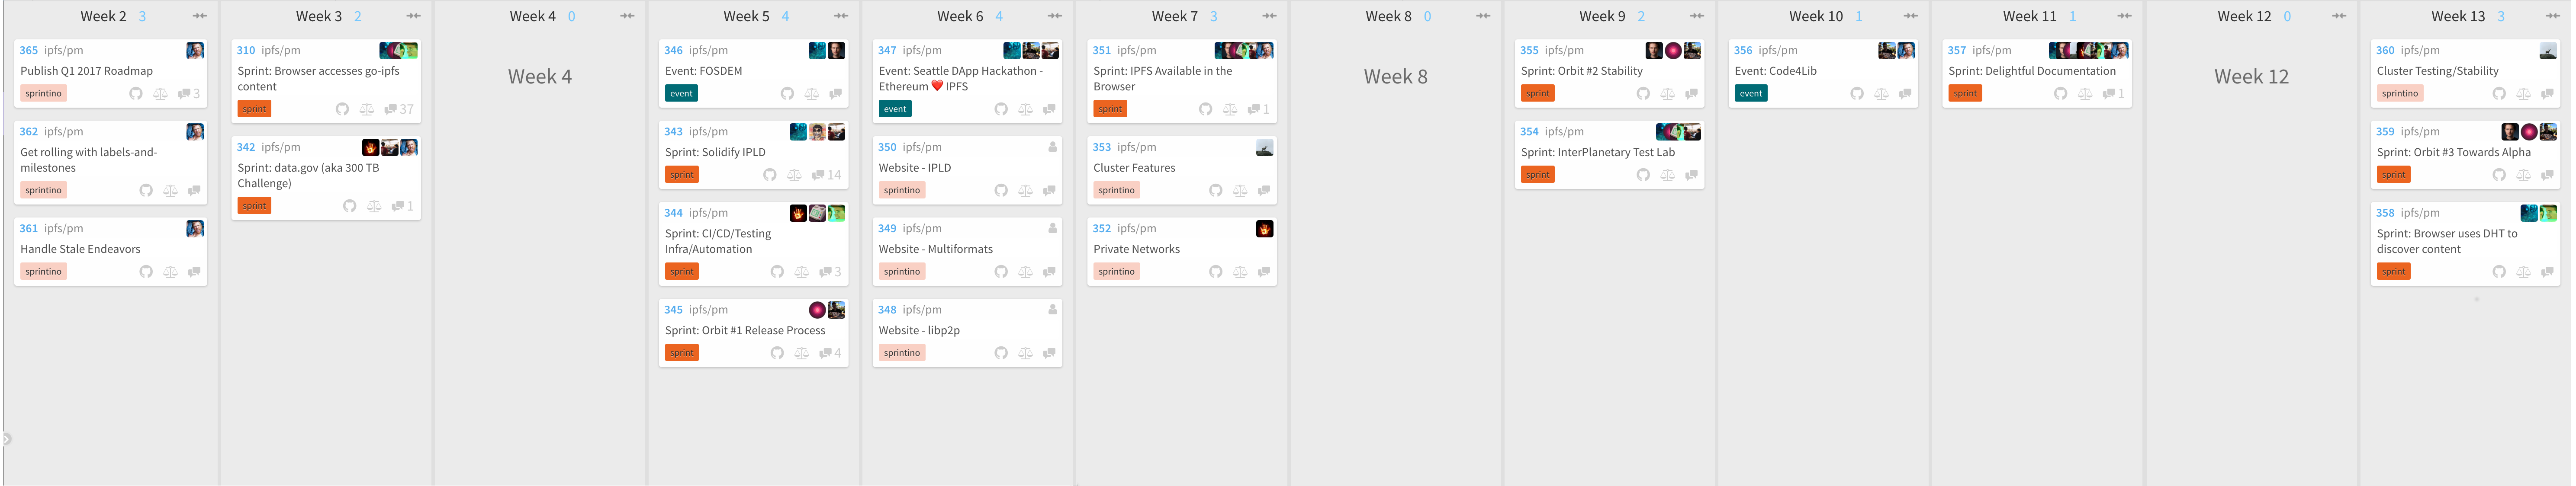 Week 2 3
365 ipfs/pm
Publish Q1 2017 Roadmap
sprintino 3
362 ipfs/pm
Get rolling with labels-and-
milestones
sprintino
361 ipfs/pm
Handle Stale Endeavors
sprintino
Week 3 2
310 ipfs/pm
Sprint: Browser accesses go-ipfs
content
sprint 37
342 ipfs/pm
Sprint: data.gov (aka 300 TB
Challenge)
sprint 1
Week 4 0
Week 4
Week 5 4
346 ipfs/pm
Event: FOSDEM
event
343 ipfs/pm
Sprint: Solidify IPLD
sprint 14
344 ipfs/pm
Sprint: CI/CD/Testing
Infra/Automation
sprint 3
345 ipfs/pm
Sprint: Orbit #1 Release Process
sprint 4
Week 6 4
347 ipfs/pm
Event: Seattle DApp Hackathon -
Ethereum ❤️ IPFS
event
350 ipfs/pm
Website - IPLD
sprintino
349 ipfs/pm
Website - Multiformats
sprintino
348 ipfs/pm
Website - libp2p
sprintino
Week 7 3
351 ipfs/pm
Sprint: IPFS Available in the
Browser
sprint 1
353 ipfs/pm
Cluster Features
sprintino
352 ipfs/pm
Private Networks
sprintino
Week 8 0
Week 8
Week 9 2
355 ipfs/pm
Sprint: Orbit #2 Stability
sprint
354 ipfs/pm
Sprint: InterPlanetary Test Lab
sprint
Week 10 1
356 ipfs/pm
Event: Code4Lib
event
Week 11 1
357 ipfs/pm
Sprint: Delightful Documentation
sprint 1
Week 12 0
Week 12
Week 13 3
360 ipfs/pm
Cluster Testing/Stability
sprintino
359 ipfs/pm
Sprint: Orbit #3 Towards Alpha
sprint
358 ipfs/pm
Sprint: Browser uses DHT to
discover content
sprint